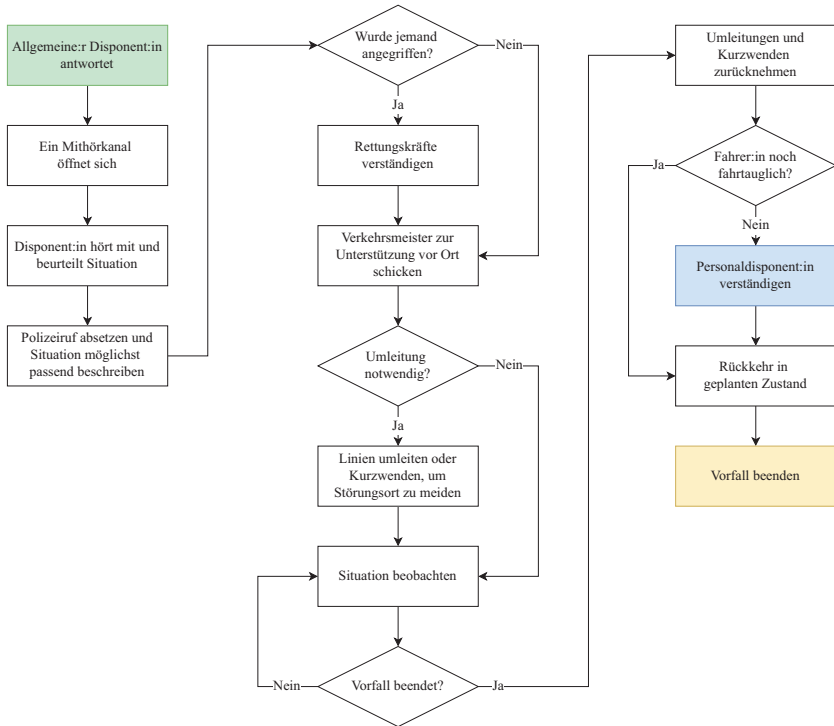 Allgemeine:r Disponent:in
antwortet
Ein Mithörkanal
öffnet sich
Disponent:in hört mit und
beurteilt Situation
Polizeiruf absetzen und
Situation möglichst
passend beschreiben
Wurde jemand
angegriffen?
Nein
Ja
Rettungskräfte
verständigen
Verkehrsmeister zur
Unterstützung vor Ort
schicken
Umleitung
notwendig?
Nein
Ja
Linien umleiten oder
Kurzwenden, um
Störungsort zu meiden
Situation beobachten
Nein
Vorfall beendet?
Ja
Umleitungen und
Kurzwenden
zurücknehmen
Ja
Fahrer:in noch
fahrtauglich?
Nein
Personaldisponent:in
verständigen
Rückkehr in
geplanten Zustand
Vorfall beenden